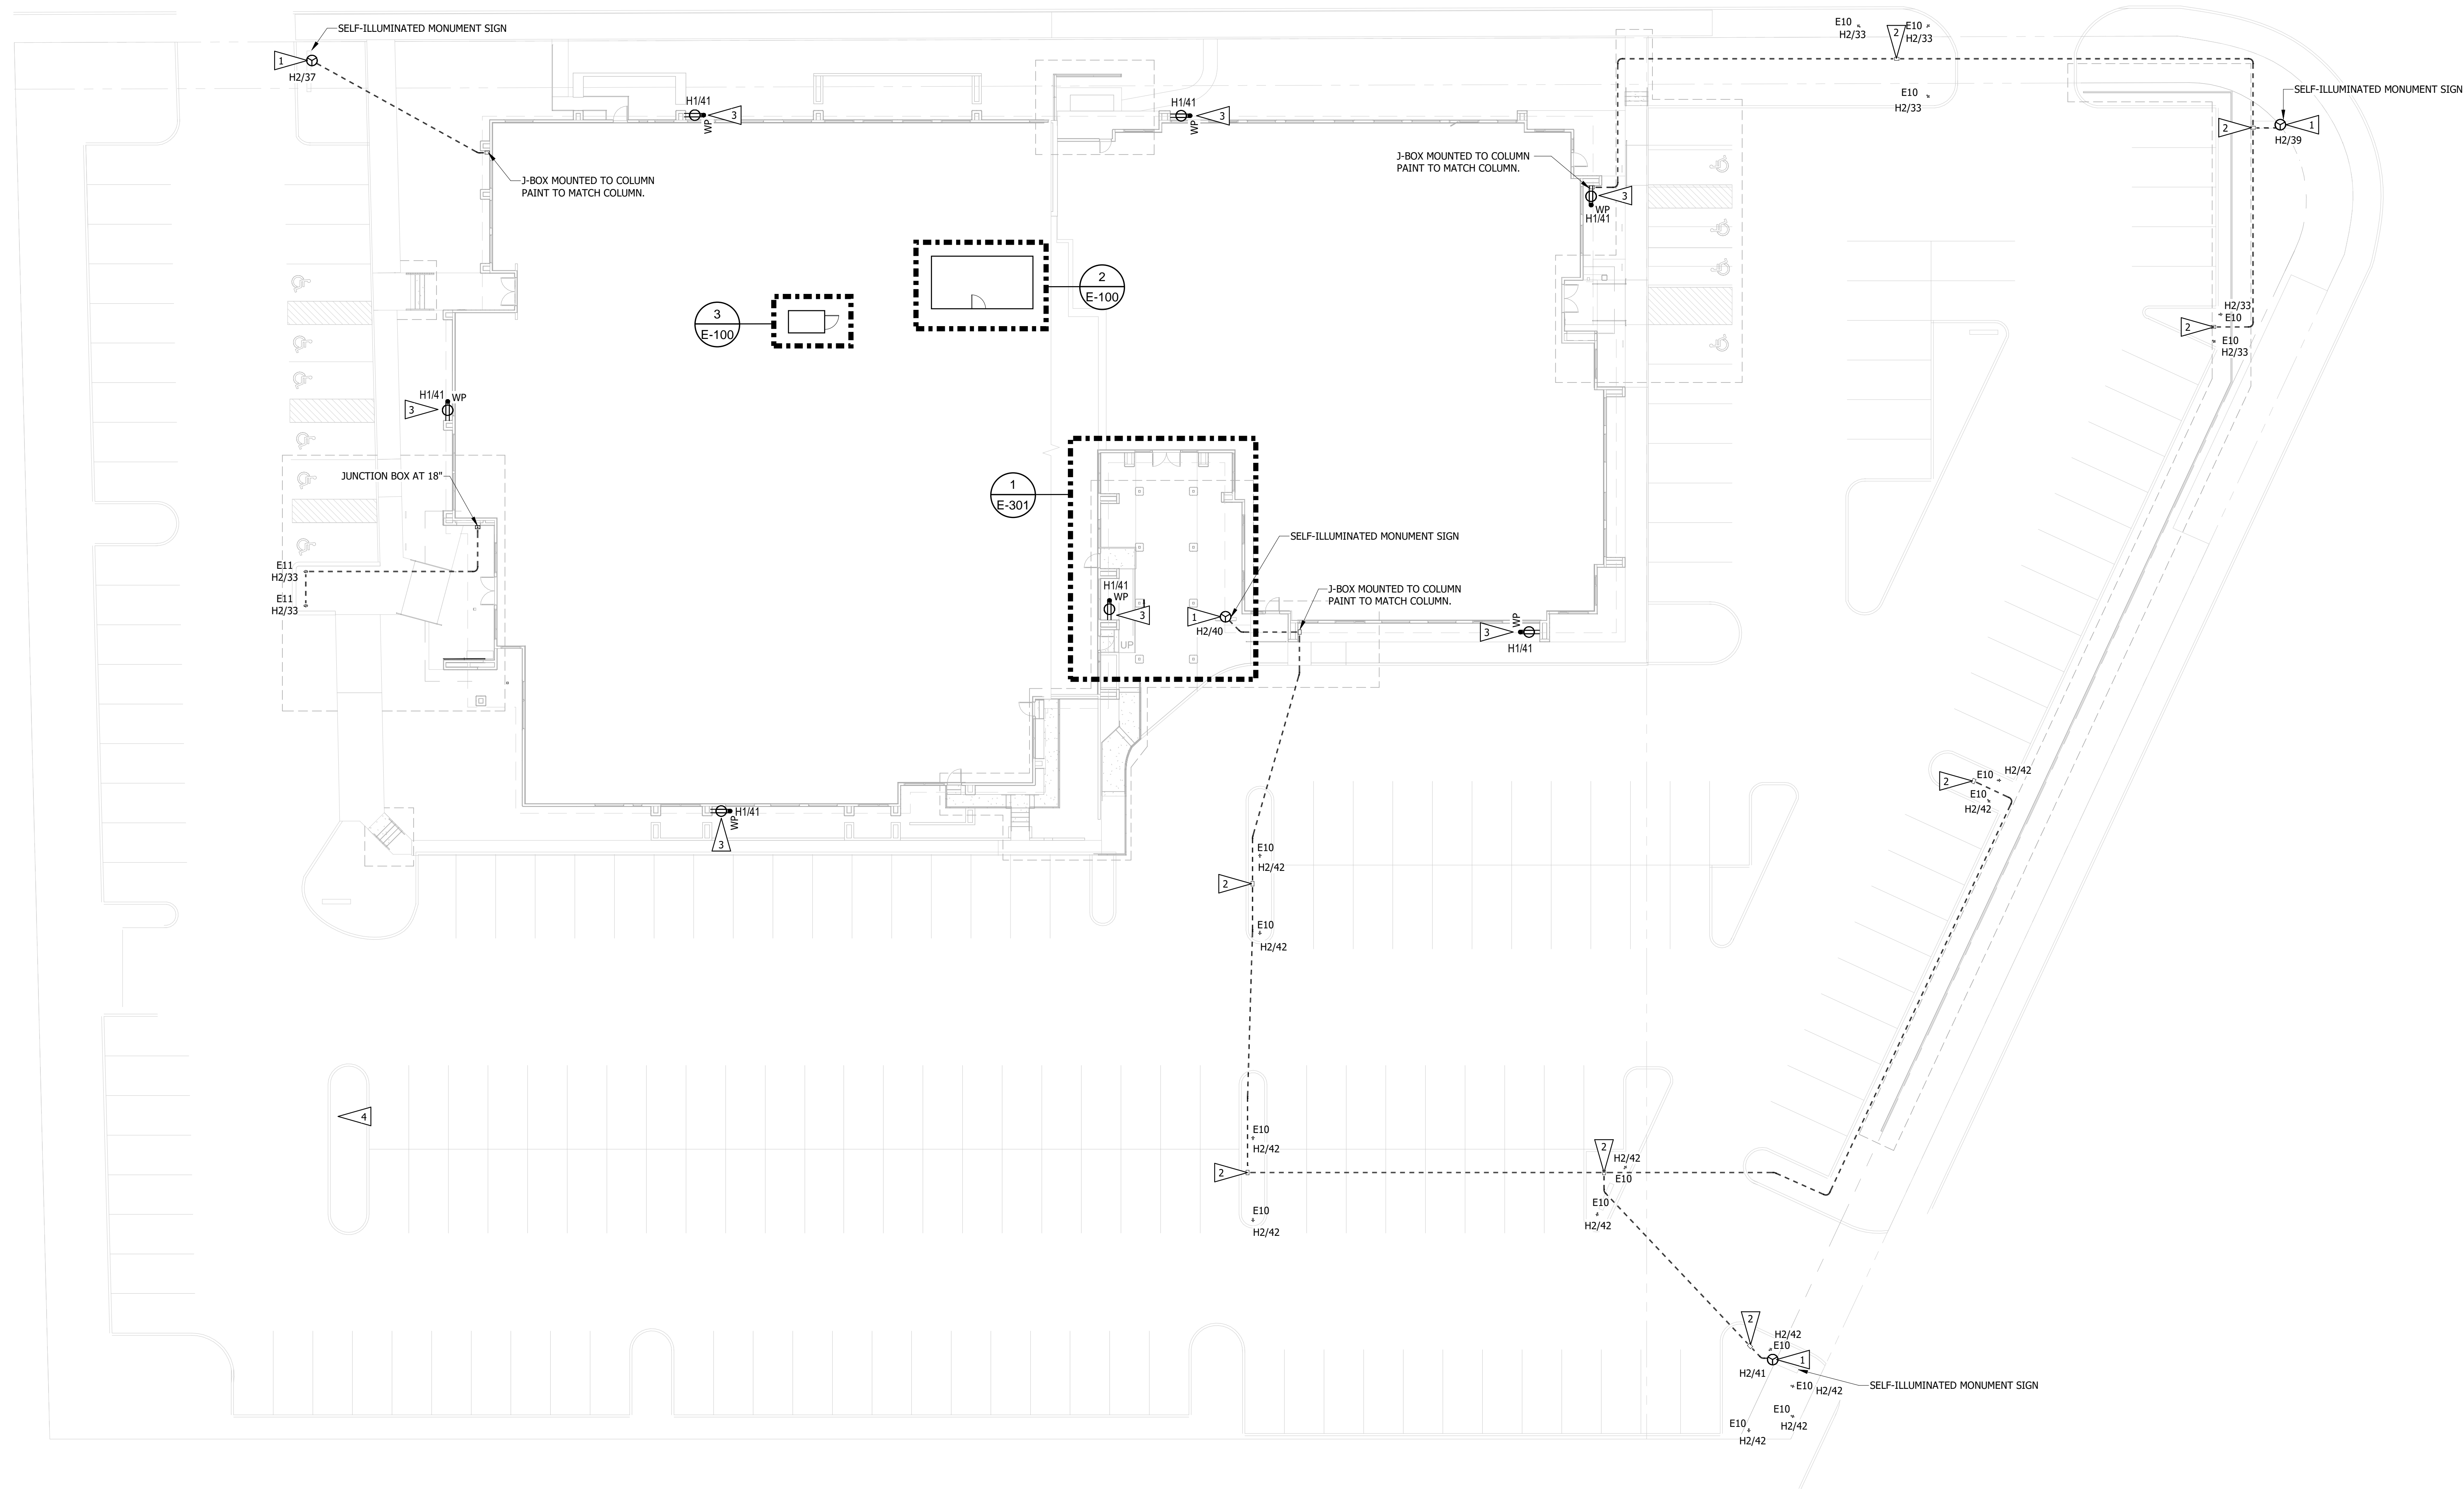 SELF-ILLUMINATED MONUMENT SIGN
1
H2/37
E10
H2/33
E10
2
H2/33
SELF-ILLUMINATED MONUMENT SIGN
E10
H2/33
H1/41
3
WP
H1/41
3
WP
2
1
H2/39
J-BOX MOUNTED TO COLUMN
PAINT TO MATCH COLUMN.
J-BOX MOUNTED TO COLUMN
PAINT TO MATCH COLUMN.
3
WP
H1/41
2
E-100
3
E-100
H2/33
E10
2
E10
H2/33
H1/41
WP
3
JUNCTION BOX AT 18"
1
E-301
SELF-ILLUMINATED MONUMENT SIGN
E11
H2/33
E11
H2/33
H1/41
WP
3
J-BOX MOUNTED TO COLUMN
PAINT TO MATCH COLUMN.
1
H2/40
UP
WP
3
H1/41
H2/42
E10
2
E10
H2/42
H1/41
WP
3
E10
H2/42
2
E10
H2/42
4
E10
H2/42
2
2
H2/42
E10
E10
H2/42
E10
H2/42
2
H2/42
E10
1
H2/41
E10
H2/42
SELF-ILLUMINATED MONUMENT SIGN
E10
H2/42
E10
H2/42